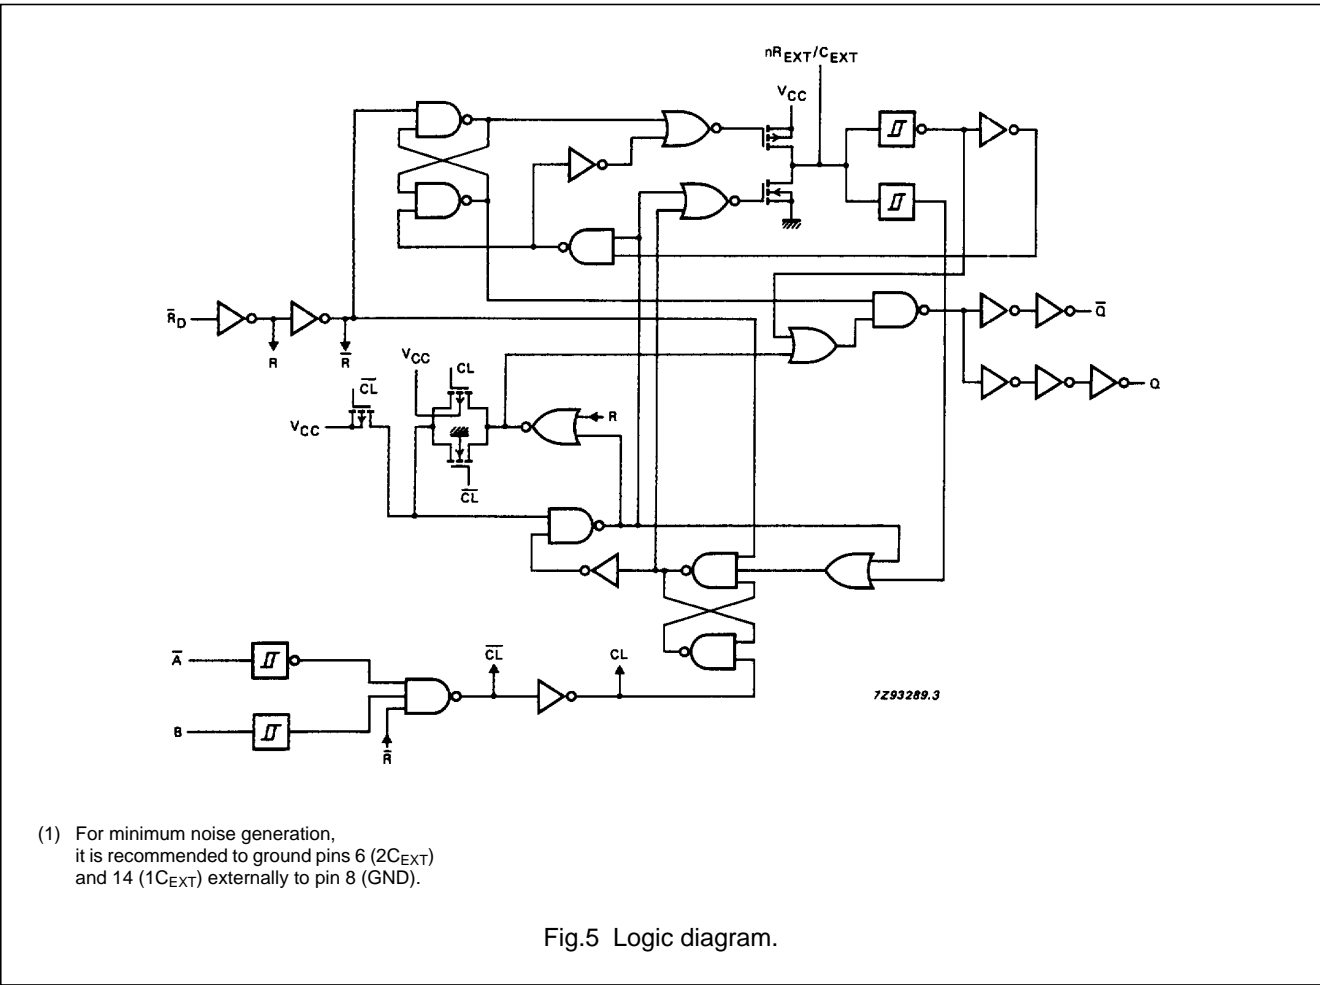 nR_EXT/C_EXT
V_CC
R̅_D
R
R̅
Q̅
Q
V_CC
CL
C̅L̅
V_CC
R
C̅L̅
A̅
C̅L̅
CL
B
R̅
7Z93289.3
(1) For minimum noise generation,
it is recommended to ground pins 6 (2C_EXT)
and 14 (1C_EXT) externally to pin 8 (GND).
Fig.5 Logic diagram.